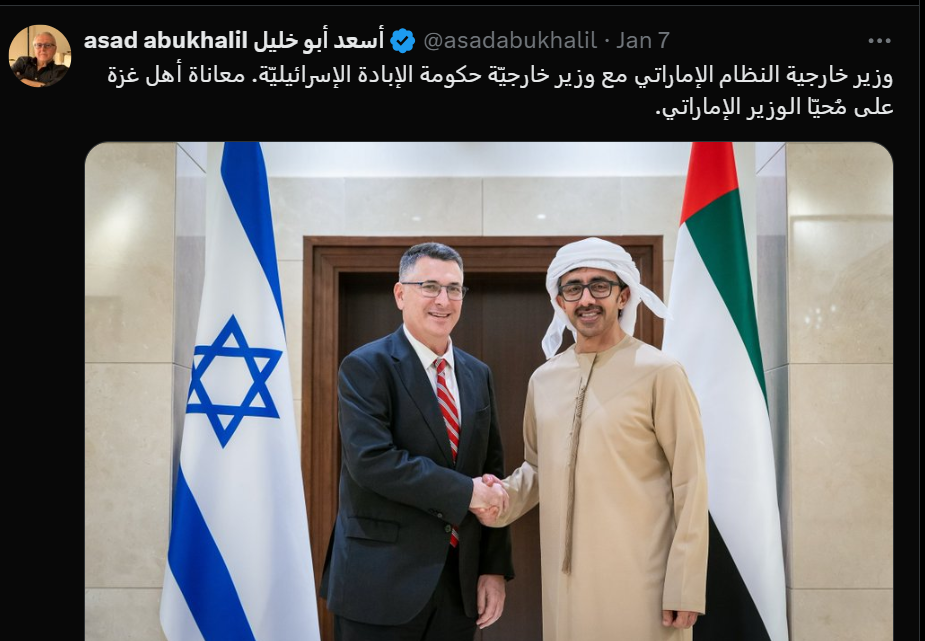 asad abukhalil أسعد أبو خليل @asadabukhalil · Jan 7
وزير خارجية النظام الإماراتي مع وزير خارجيّة حكومة الإبادة الإسرائيليّة. معاناة أهل غزة
على مُحيّا الوزير الإماراتي.